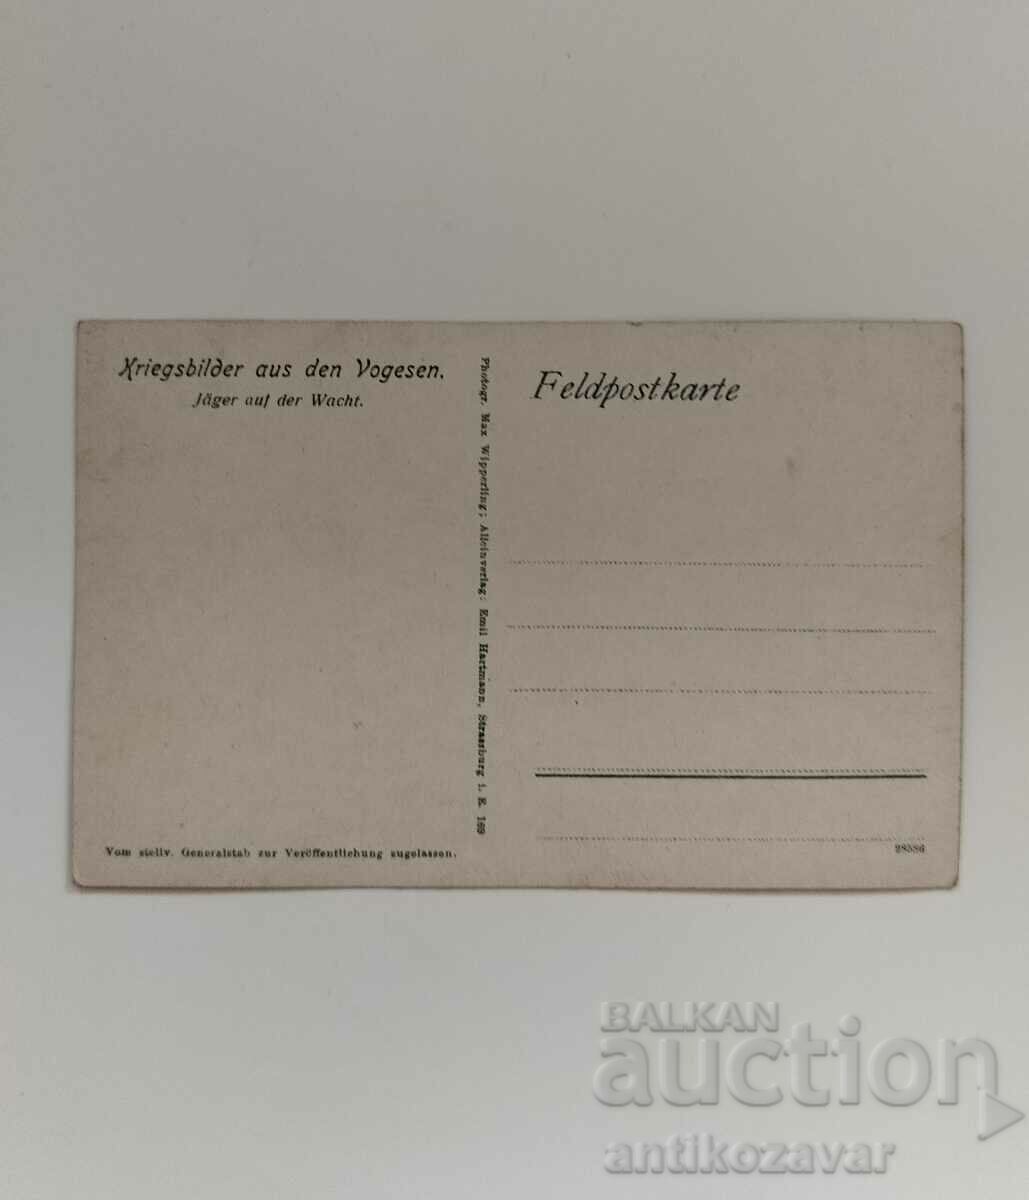 Kriegsbilder aus den Vogesen.
Jäger auf der Wacht.
Photogr. Max Wipperling; Alleinverlag: Emil Hartmann, Strassburg i. E. 169
Feldpostkarte
Vom stellv. Generalstab zur Veröffentlichung zugelassen.
28586
BALKAN
auction
antikozavar